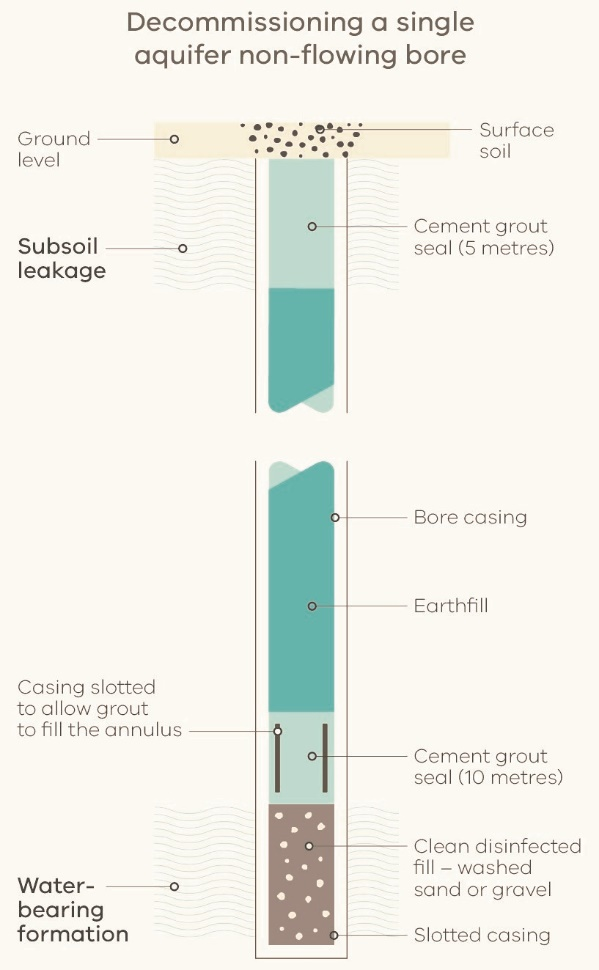 Decommissioning a single
aquifer non-flowing bore
Ground
level
Surface
soil
Subsoil
leakage
Cement grout
seal (5 metres)
Bore casing
Earthfill
Casing slotted
to allow grout
to fill the annulus
Cement grout
seal (10 metres)
Clean disinfected
fill – washed
sand or gravel
Water-
bearing
formation
Slotted casing